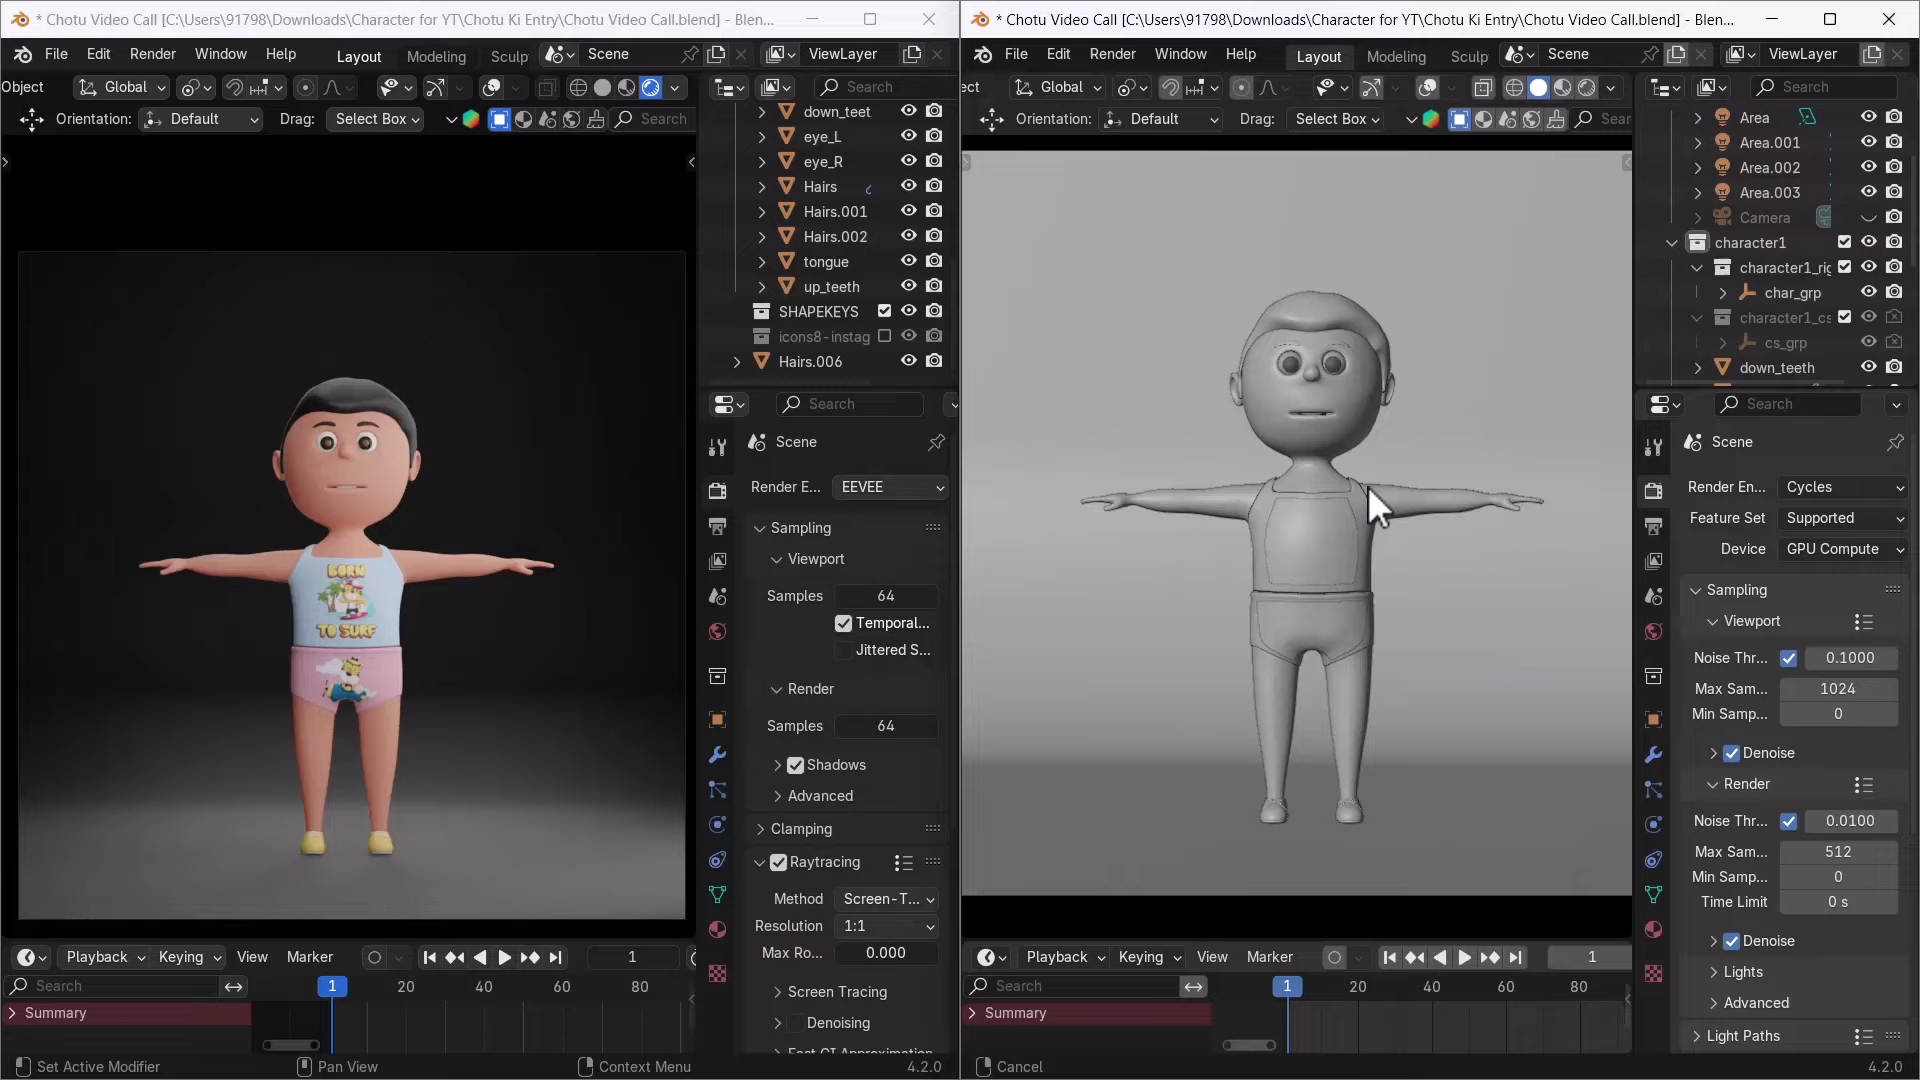 * Chotu Video Call [C:\Users\91798\Downloads\Character for YT\Chotu Ki Entry\Chotu Video Call.blend] - Blen...
File Edit Render Window Help Layout Modeling Sculp Scene ViewLayer
Object Global Search
Orientation: Default Drag: Select Box Search
down_teet
eye_L
eye_R
Hairs
Hairs.001
Hairs.002
tongue
up_teeth
SHAPEKEYS
icons8-instag
Hairs.006
Search
Scene
Render E... EEVEE
Sampling
Viewport
Samples 64
Temporal...
Jittered S...
Render
Samples 64
Shadows
Advanced
Clamping
Raytracing
Method Screen-T...
Resolution 1:1
Max Ro... 0.000
Screen Tracing
Denoising
Fast GI Approximation
BORN
TO SURF
Playback Keying View Marker 1
Search 1 20 40 60 80
Summary
Set Active Modifier Pan View Context Menu 4.2.0
* Chotu Video Call [C:\Users\91798\Downloads\Character for YT\Chotu Ki Entry\Chotu Video Call.blend] - Blen...
File Edit Render Window Help Layout Modeling Sculp Scene ViewLayer
ect Global Search
Orientation: Default Drag: Select Box Sear
Area
Area.001
Area.002
Area.003
Camera
character1
character1_rig
char_grp
character1_cs
cs_grp
down_teeth
Search
Scene
Render En... Cycles
Feature Set Supported
Device GPU Compute
Sampling
Viewport
Noise Thr... 0.1000
Max Sam... 1024
Min Samp... 0
Denoise
Render
Noise Thr... 0.0100
Max Sam... 512
Min Samp... 0
Time Limit 0 s
Denoise
Lights
Advanced
Light Paths
Playback Keying View Marker 1
Search 1 20 40 60 80
Summary
Cancel 4.2.0